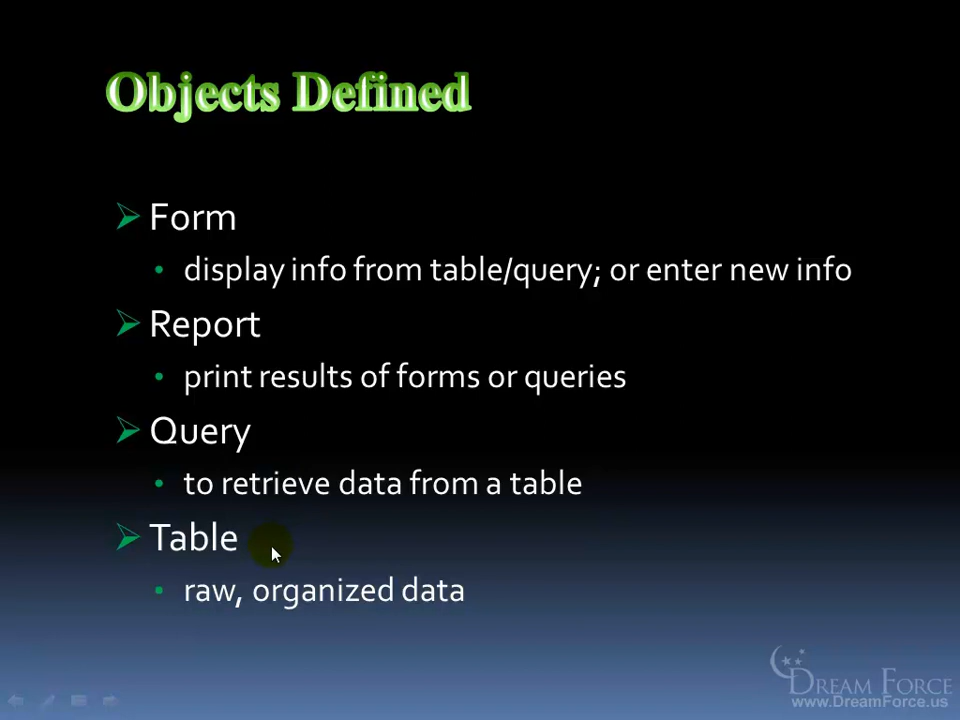 Objects Defined
Form
display info from table/query; or enter new info
Report
print results of forms or queries
Query
to retrieve data from a table
Table
raw, organized data
DREAM FORCE
www.DreamForce.us